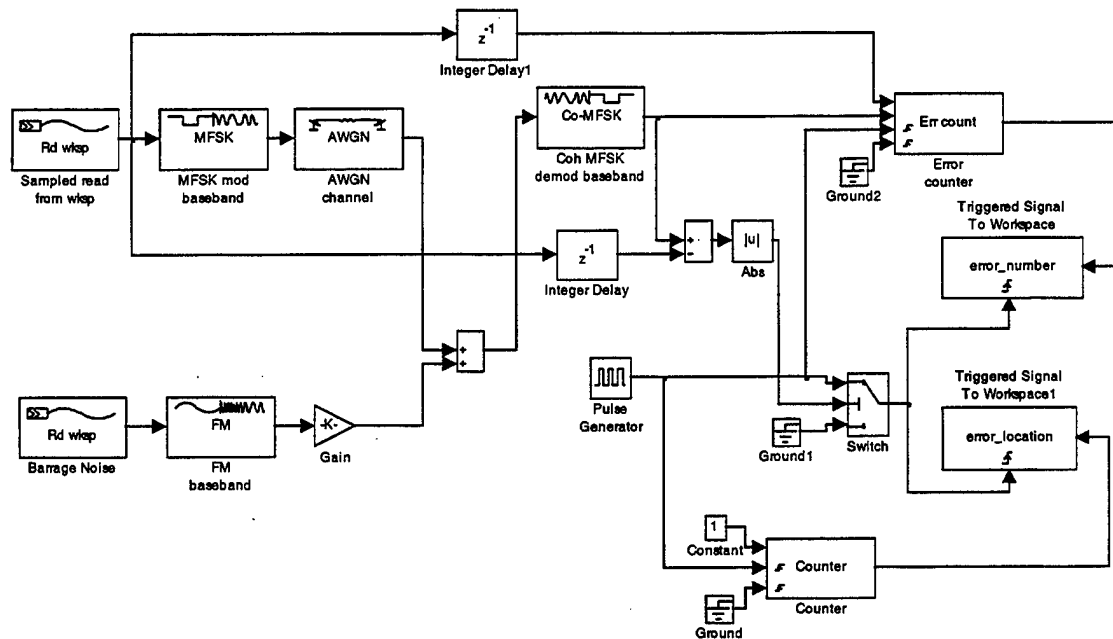 z-1
Integer Delay1
Rd wksp
Sampled read
from wksp
MFSK
MFSK mod
baseband
AWGN
AWGN
channel
Co-MFSK
Coh MFSK
demod baseband
Err count
Error
counter
Ground2
z-1
Integer Delay
+
-
|u|
Abs
Triggered Signal
To Workspace
error_number
+
+
Pulse
Generator
Ground1
Switch
Triggered Signal
To Workspace1
error_location
Rd wksp
Barrage Noise
FM
FM
baseband
-K-
Gain
1
Constant
Counter
Counter
Ground